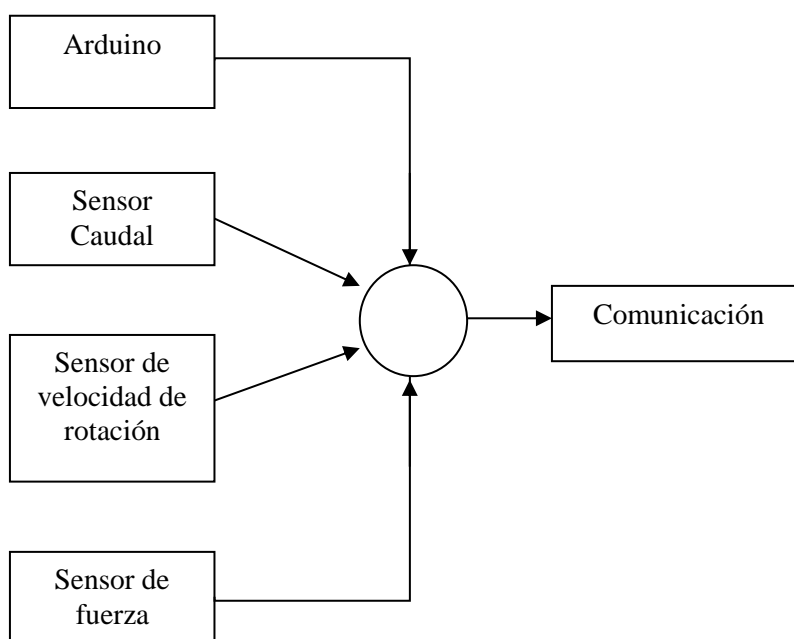 Arduino
Sensor
Caudal
Sensor de
velocidad de
rotación
Sensor de
fuerza
Comunicación